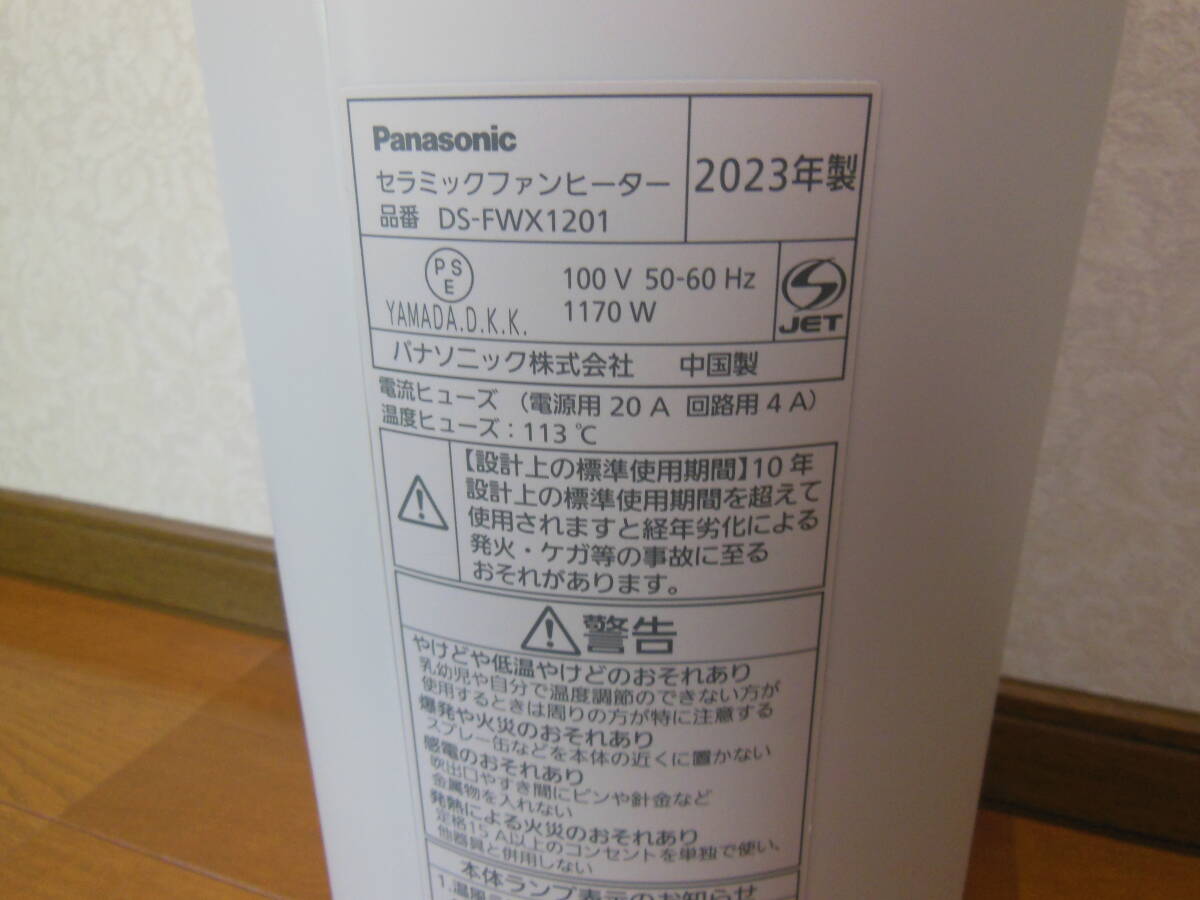 Panasonic
セラミックファンヒーター
品番 DS-FWX1201
2023年製
PSE
YAMADA.D.K.K.
100 V 50-60 Hz
1170 W
JET
パナソニック株式会社 中国製
電流ヒューズ (電源用 20 A 回路用 4 A)
温度ヒューズ : 113 ℃
【設計上の標準使用期間】10 年
設計上の標準使用期間を超えて
使用されますと経年劣化による
発火・ケガ等の事故に至る
おそれがあります。
警告
やけどや低温やけどのおそれあり
乳幼児や自分で温度調節のできない方が
使用するときは周りの方が特に注意する
爆発や火災のおそれあり
スプレー缶などを本体の近くに置かない
感電のおそれあり
吹出口やすき間にピンや針金など
金属物を入れない
発熱による火災のおそれあり
定格15 A以上のコンセントを単独で使い、
他器具と併用しない
本体ランプ表示のお知らせ
1.温風